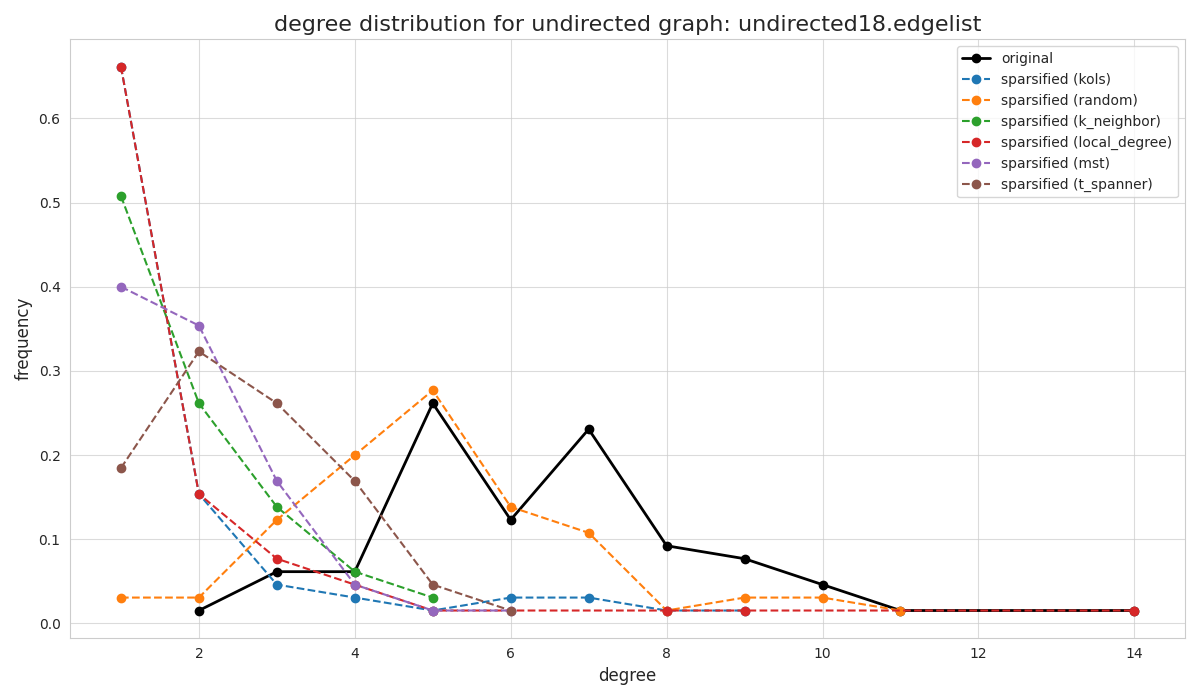 degree distribution for undirected graph: undirected18.edgelist
original
sparsified (kols)
sparsified (random)
sparsified (k_neighbor)
sparsified (local_degree)
sparsified (mst)
sparsified (t_spanner)
frequency
0.6
0.5
0.4
0.3
0.2
0.1
0.0
2 4 6 8 10 12 14
degree